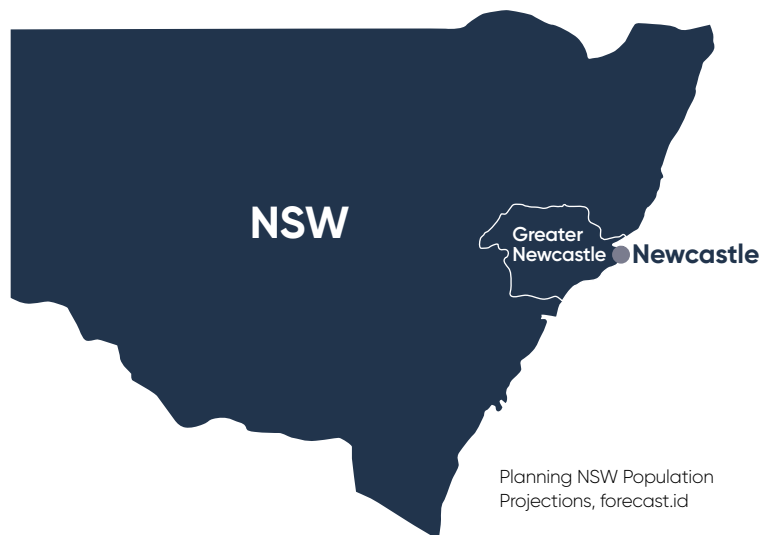 NSW
Greater
Newcastle
Newcastle
Planning NSW Population
Projections, forecast.id